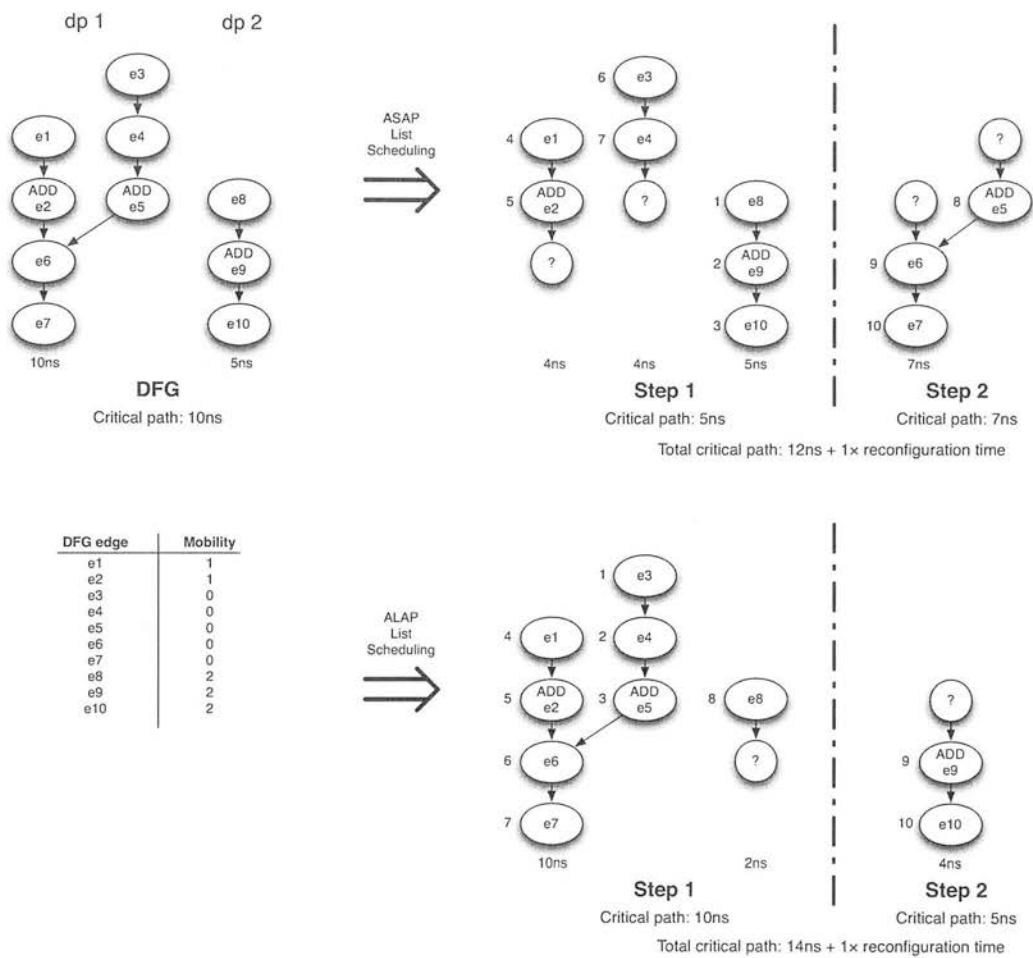 dp 1 dp 2
e3
e1 e4
ADD e2
ADD e5
e8
e6
ADD e9
e7 e10
10ns 5ns
DFG
Critical path: 10ns
ASAP
List
Scheduling
6 e3
4 e1 7 e4
5 ADD e2 ?
1 e8
?
2 ADD e9
3 e10
4ns 4ns 5ns
Step 1
Critical path: 5ns
?
? 8 ADD e5
9 e6
10 e7
7ns
Step 2
Critical path: 7ns
Total critical path: 12ns + 1× reconfiguration time
DFG edge Mobility
e1 1
e2 1
e3 0
e4 0
e5 0
e6 0
e7 0
e8 2
e9 2
e10 2
ALAP
List
Scheduling
1 e3
4 e1 2 e4
5 ADD e2 3 ADD e5 8 e8
6 e6 ?
7 e7
10ns 2ns
Step 1
Critical path: 10ns
?
9 ADD e9
10 e10
4ns
Step 2
Critical path: 5ns
Total critical path: 14ns + 1× reconfiguration time